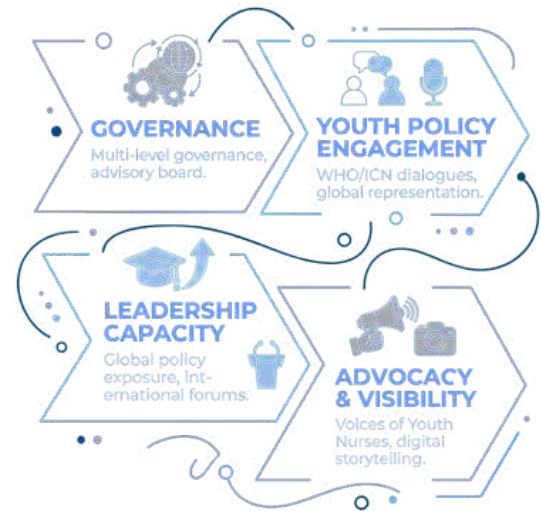 GOVERNANCE
Multi-level governance,
advisory board.
YOUTH POLICY
ENGAGEMENT
WHO/ICN dialogues,
global representation.
LEADERSHIP
CAPACITY
Global policy
exposure, int-
ernational forums.
ADVOCACY
& VISIBILITY
Voices of Youth
Nurses, digital
storytelling.